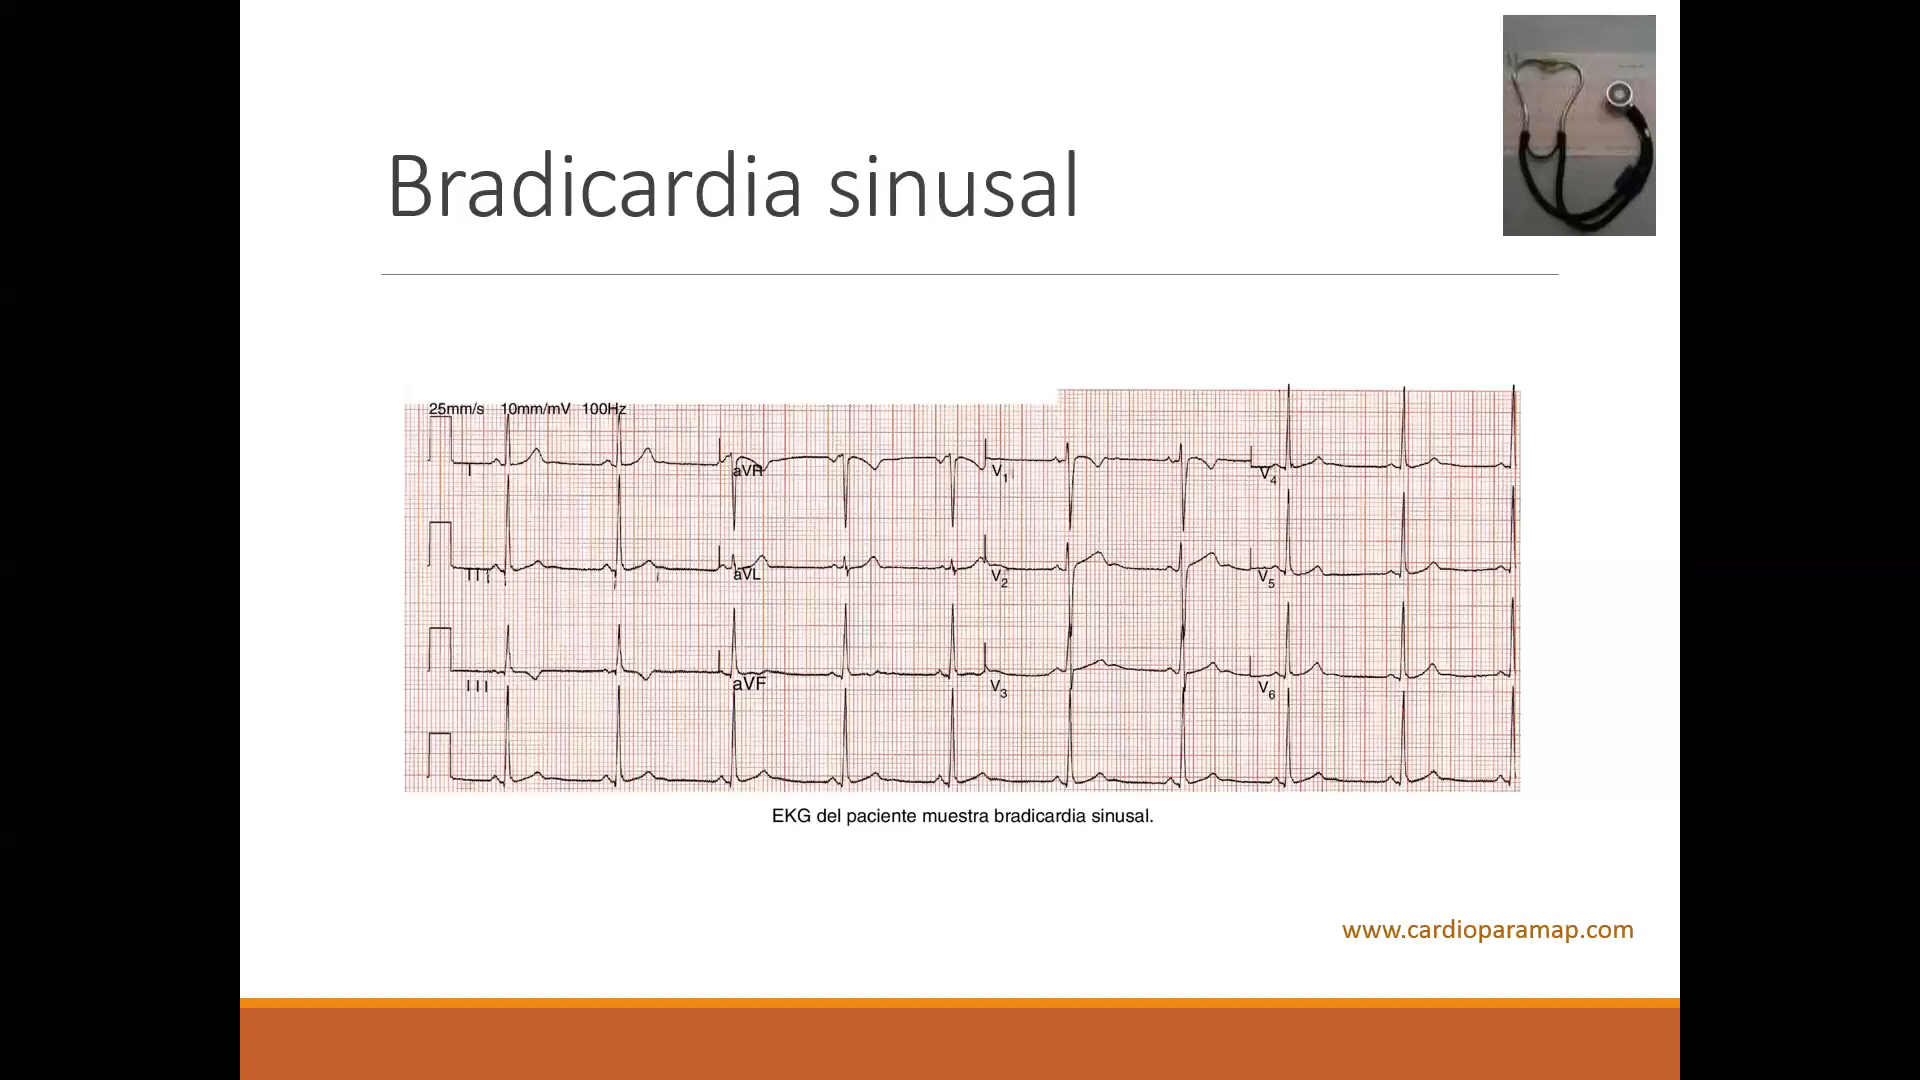 Bradicardia sinusal
25mm/s 10mm/mV 100Hz
I aVR V1 V4
II aVL V2 V5
III aVF V3 V6
EKG del paciente muestra bradicardia sinusal.
www.cardioparamap.com